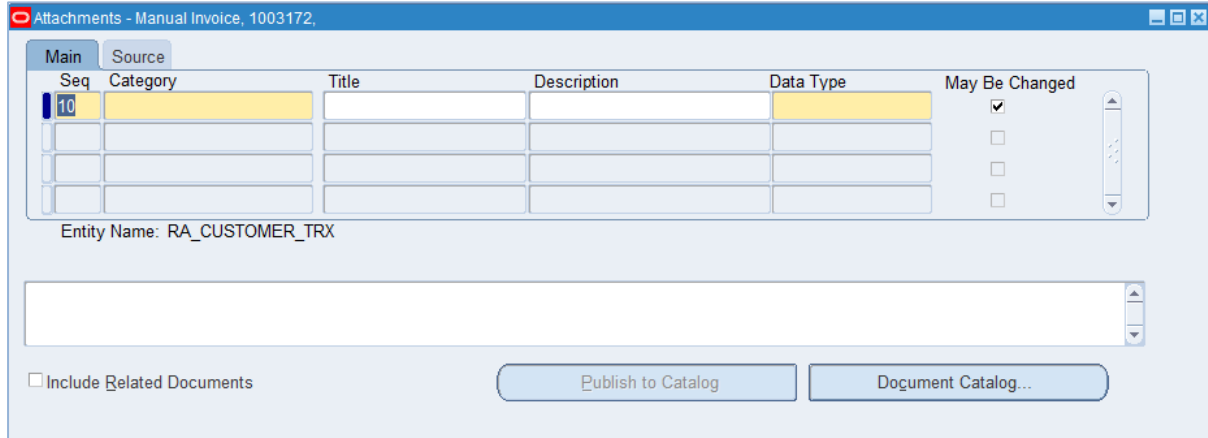 Attachments - Manual Invoice, 1003172,
Main Source
Seq Category Title Description Data Type May Be Changed
10
Entity Name: RA_CUSTOMER_TRX
Include Related Documents Publish to Catalog Document Catalog...